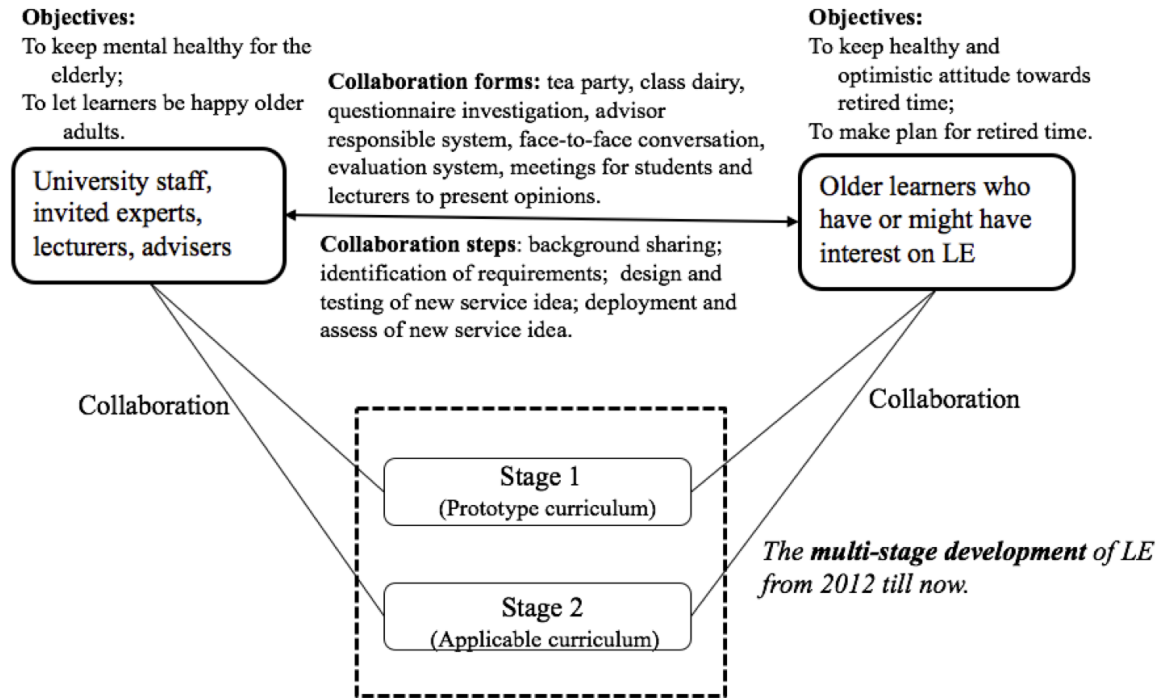 Objectives:
To keep mental healthy for the
elderly;
To let learners be happy older
adults.
University staff,
invited experts,
lecturers, advisers
Collaboration forms: tea party, class dairy,
questionnaire investigation, advisor
responsible system, face-to-face conversation,
evaluation system, meetings for students and
lecturers to present opinions.
Collaboration steps: background sharing;
identification of requirements; design and
testing of new service idea; deployment and
assess of new service idea.
Objectives:
To keep healthy and
optimistic attitude towards
retired time;
To make plan for retired time.
Older learners who
have or might have
interest on LE
Collaboration
Collaboration
Stage 1
(Prototype curriculum)
Stage 2
(Applicable curriculum)
The multi-stage development of LE
from 2012 till now.